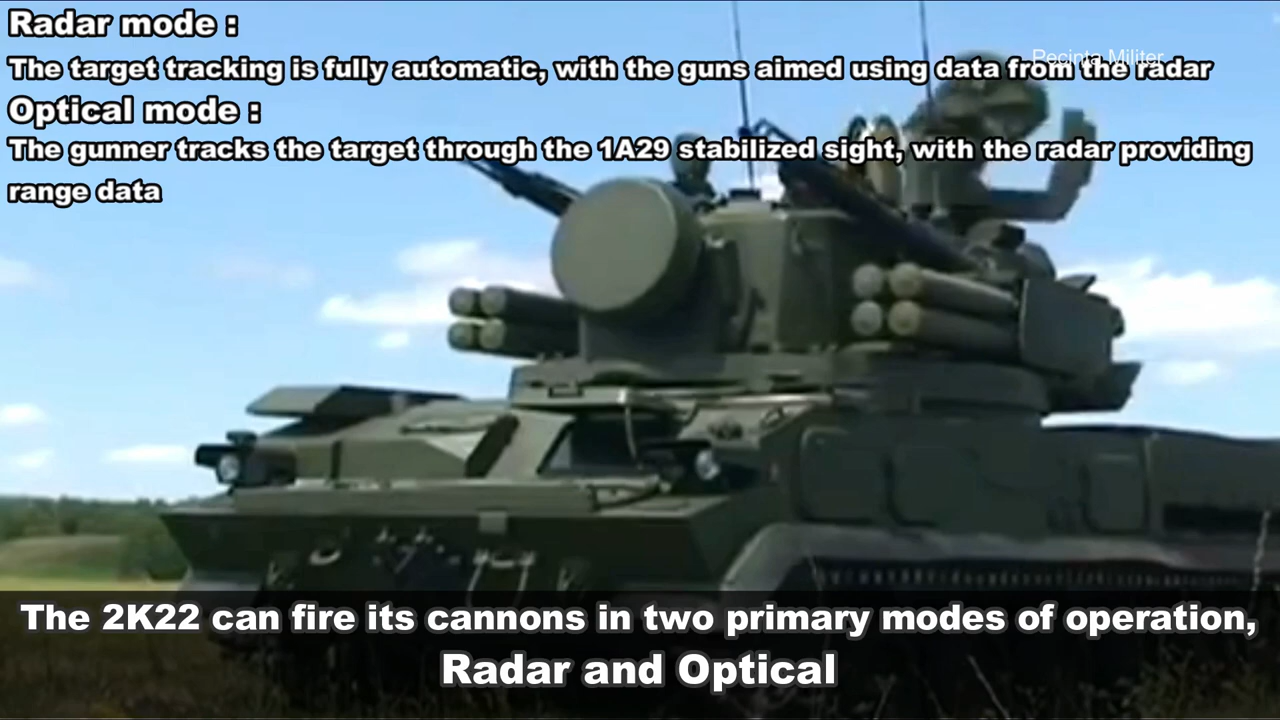 Radar mode :
Pecinta Militer
The target tracking is fully automatic, with the guns aimed using data from the radar
Optical mode :
The gunner tracks the target through the 1A29 stabilized sight, with the radar providing
range data
The 2K22 can fire its cannons in two primary modes of operation,
Radar and Optical